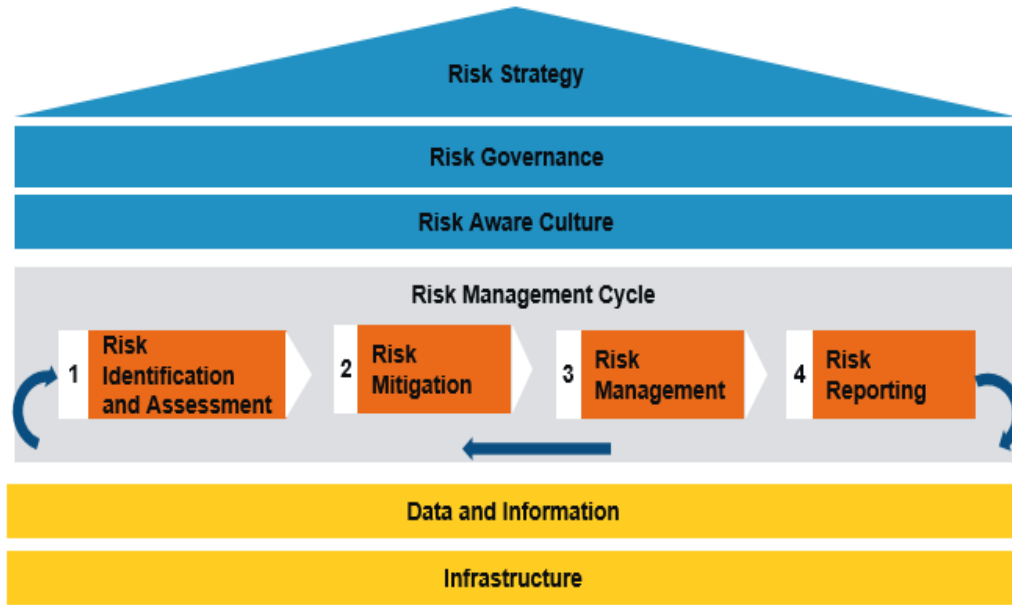 Risk Strategy
Risk Governance
Risk Aware Culture
Risk Management Cycle
1
Risk
Identification
and Assessment
2
Risk
Mitigation
3
Risk
Management
4
Risk
Reporting
Data and Information
Infrastructure